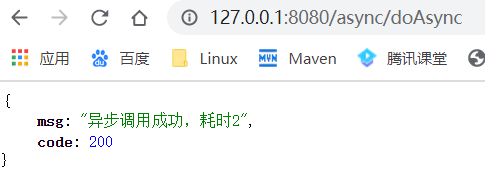 127.0.0.1:8080/async/doAsync
应用 百度 Linux MVN Maven 腾讯课堂
{
msg: "异步调用成功，耗时2",
code: 200
}